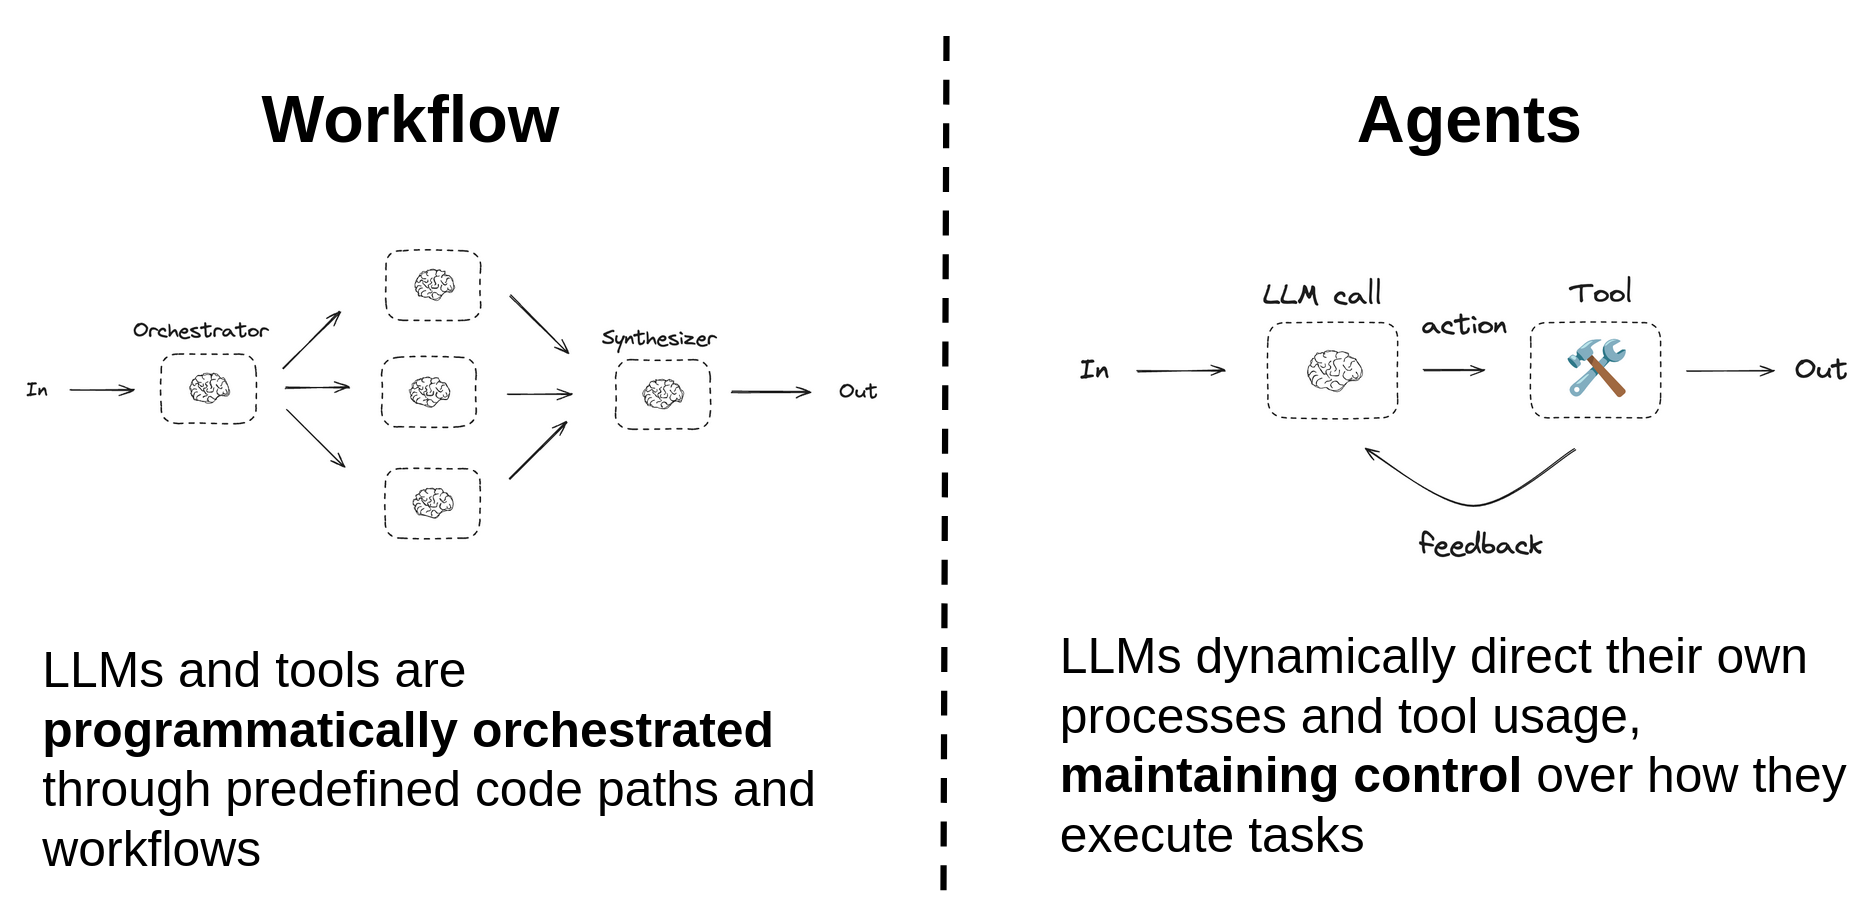 Workflow
Orchestrator
Synthesizer
In
Out
LLMs and tools are
programmatically orchestrated
through predefined code paths and
workflows
Agents
LLM call
Tool
action
In
Out
feedback
LLMs dynamically direct their own
processes and tool usage,
maintaining control over how they
execute tasks